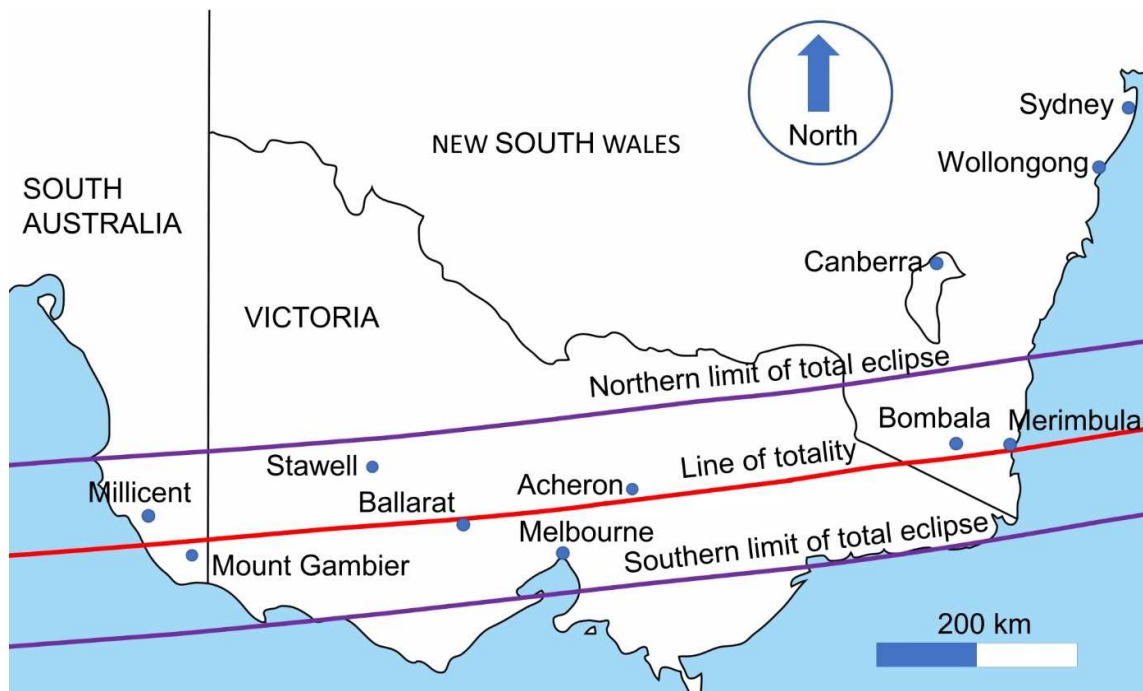 Sydney
North
NEW SOUTH WALES
Wollongong
SOUTH
AUSTRALIA
Canberra
VICTORIA
Northern limit of total eclipse
Bombala
Merimbula
Stawell
Line of totality
Millicent
Ballarat
Acheron
Melbourne
Southern limit of total eclipse
Mount Gambier
200 km